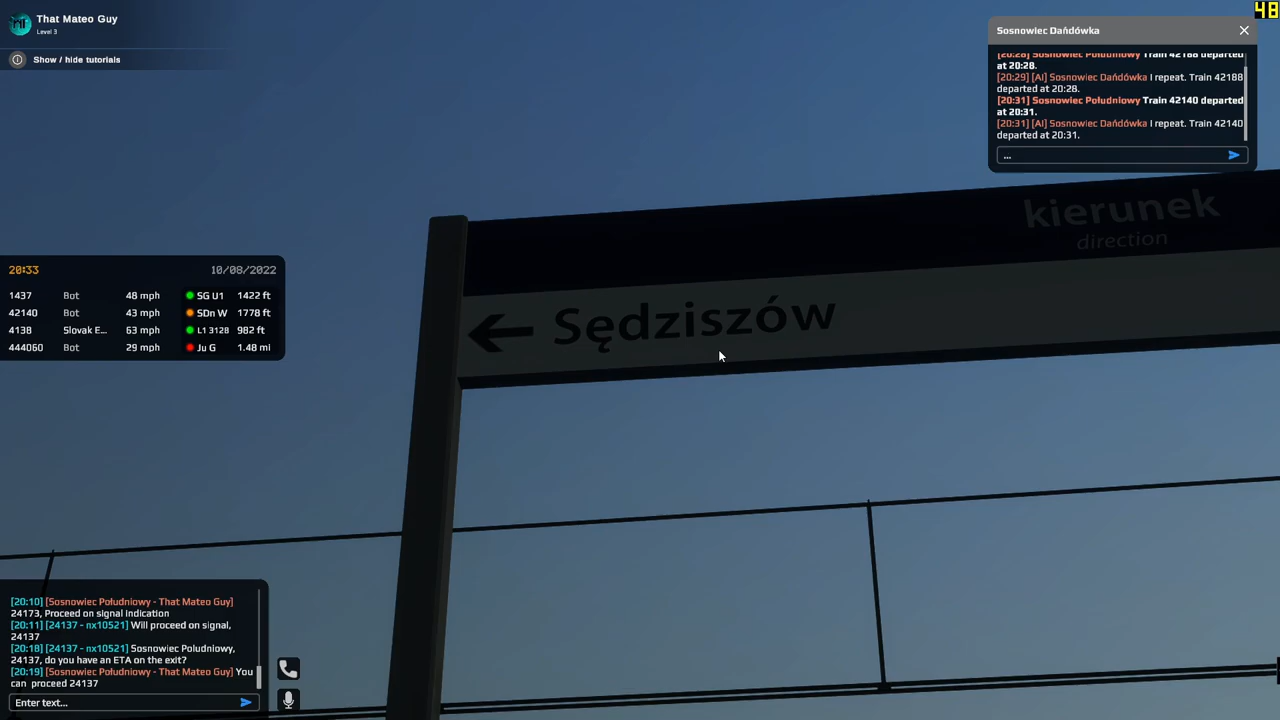 That Mateo Guy
Level 3
Show / hide tutorials
48
Sosnowiec Dańdówka
[20:28] Sosnowiec Południowy Train 42188 departed
at 20:28.
[20:29] [AI] Sosnowiec Dańdówka I repeat. Train 42188
departed at 20:28.
[20:31] Sosnowiec Południowy Train 42140 departed
at 20:31.
[20:31] [AI] Sosnowiec Dańdówka I repeat. Train 42140
departed at 20:31.
...
kierunek
direction
Sędziszów
20:33 10/08/2022
1437 Bot 48 mph SG U1 1422 ft
42140 Bot 43 mph SDn W 1778 ft
4138 Slovak E... 63 mph L1 3128 982 ft
444060 Bot 29 mph Ju G 1.48 mi
[20:10] [Sosnowiec Południowy - That Mateo Guy]
24173, Proceed on signal indication
[20:11] [24137 - nx10521] Will proceed on signal,
24137
[20:18] [24137 - nx10521] Sosnowiec Poludniowy,
24137, do you have an ETA on the exit?
[20:19] [Sosnowiec Południowy - That Mateo Guy] You
can proceed 24137
Enter text...